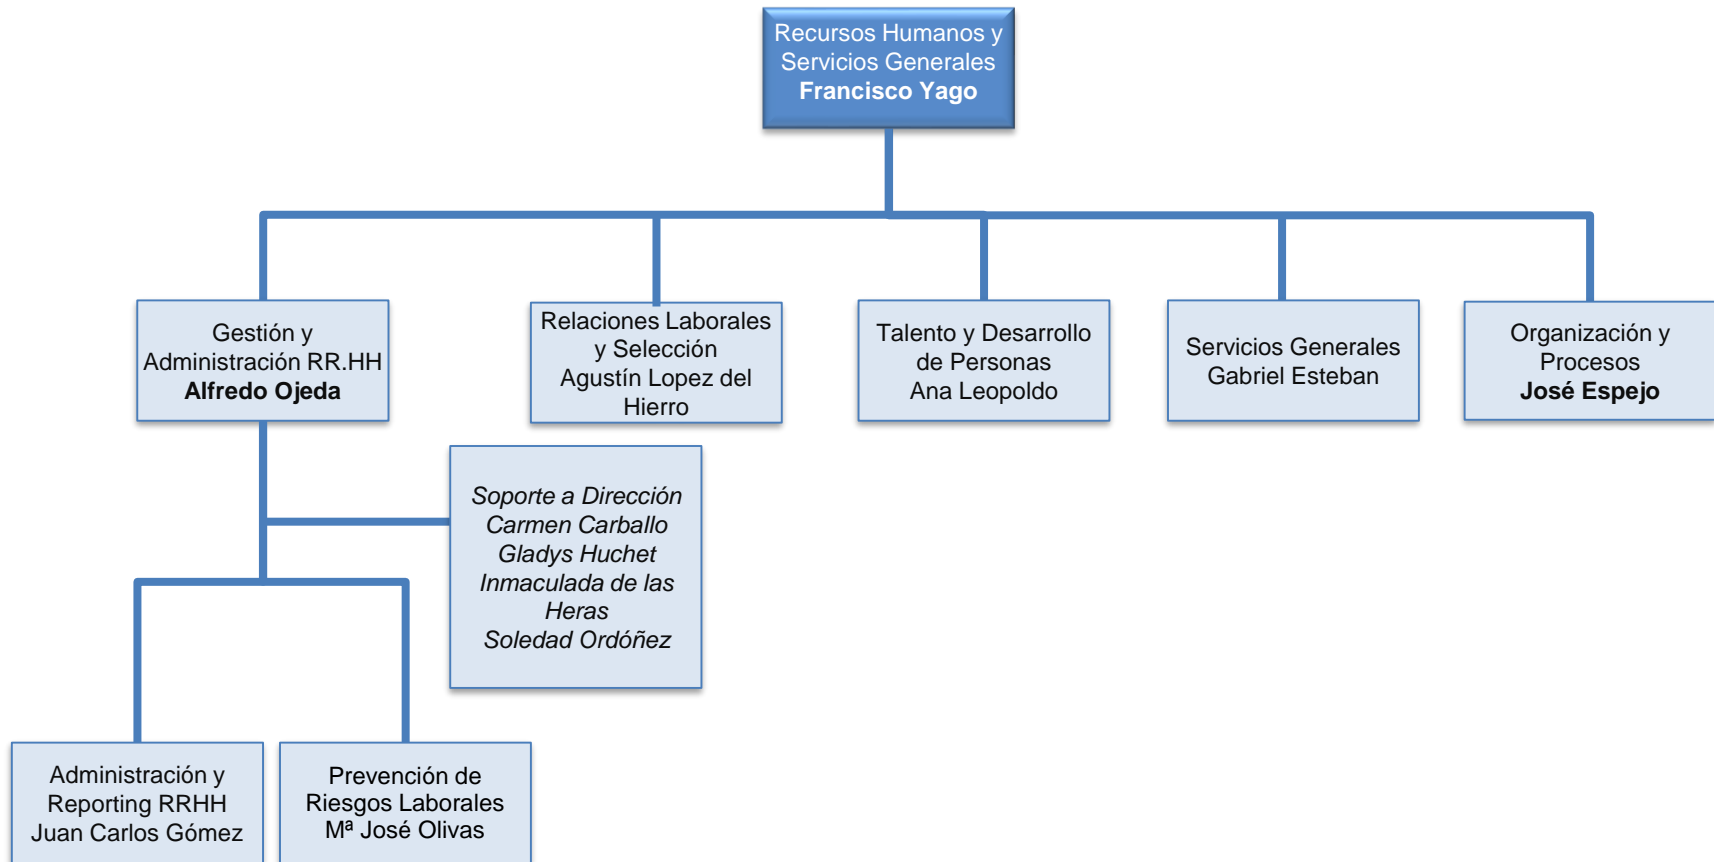 Recursos Humanos y
Servicios Generales
Francisco Yago
Gestión y
Administración RR.HH
Alfredo Ojeda
Relaciones Laborales
y Selección
Agustín Lopez del
Hierro
Talento y Desarrollo
de Personas
Ana Leopoldo
Servicios Generales
Gabriel Esteban
Organización y
Procesos
José Espejo
Soporte a Dirección
Carmen Carballo
Gladys Huchet
Inmaculada de las
Heras
Soledad Ordóñez
Administración y
Reporting RRHH
Juan Carlos Gómez
Prevención de
Riesgos Laborales
Mª José Olivas